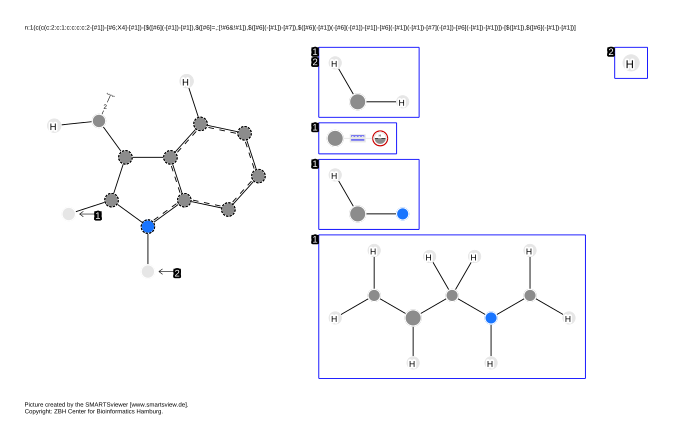 n:1(c(c(c;2:c:1:c:c:c:c:2-[#1])-[#6;X4]-[#1])-[$([#6](-[#1])-[#1]),$([#6]=,:[!#6&!#1]),$([#6](-[#1])-[#7]),$([#6](-[#1])(-[#6](-[#1])-[#1])-[#6](-[#1])(-[#1])-[#7](-[#1])-[#6](-[#1])-[#1])])-[$([#1]),$([#6](-[#1])-[#1])]
1
2
H
H
2
H
H
2
H
1
1
H
1
2
1
H
H
H
H
H
H
H
H
H
Picture created by the SMARTSviewer [www.smartsview.de].
Copyright: ZBH Center for Bioinformatics Hamburg.